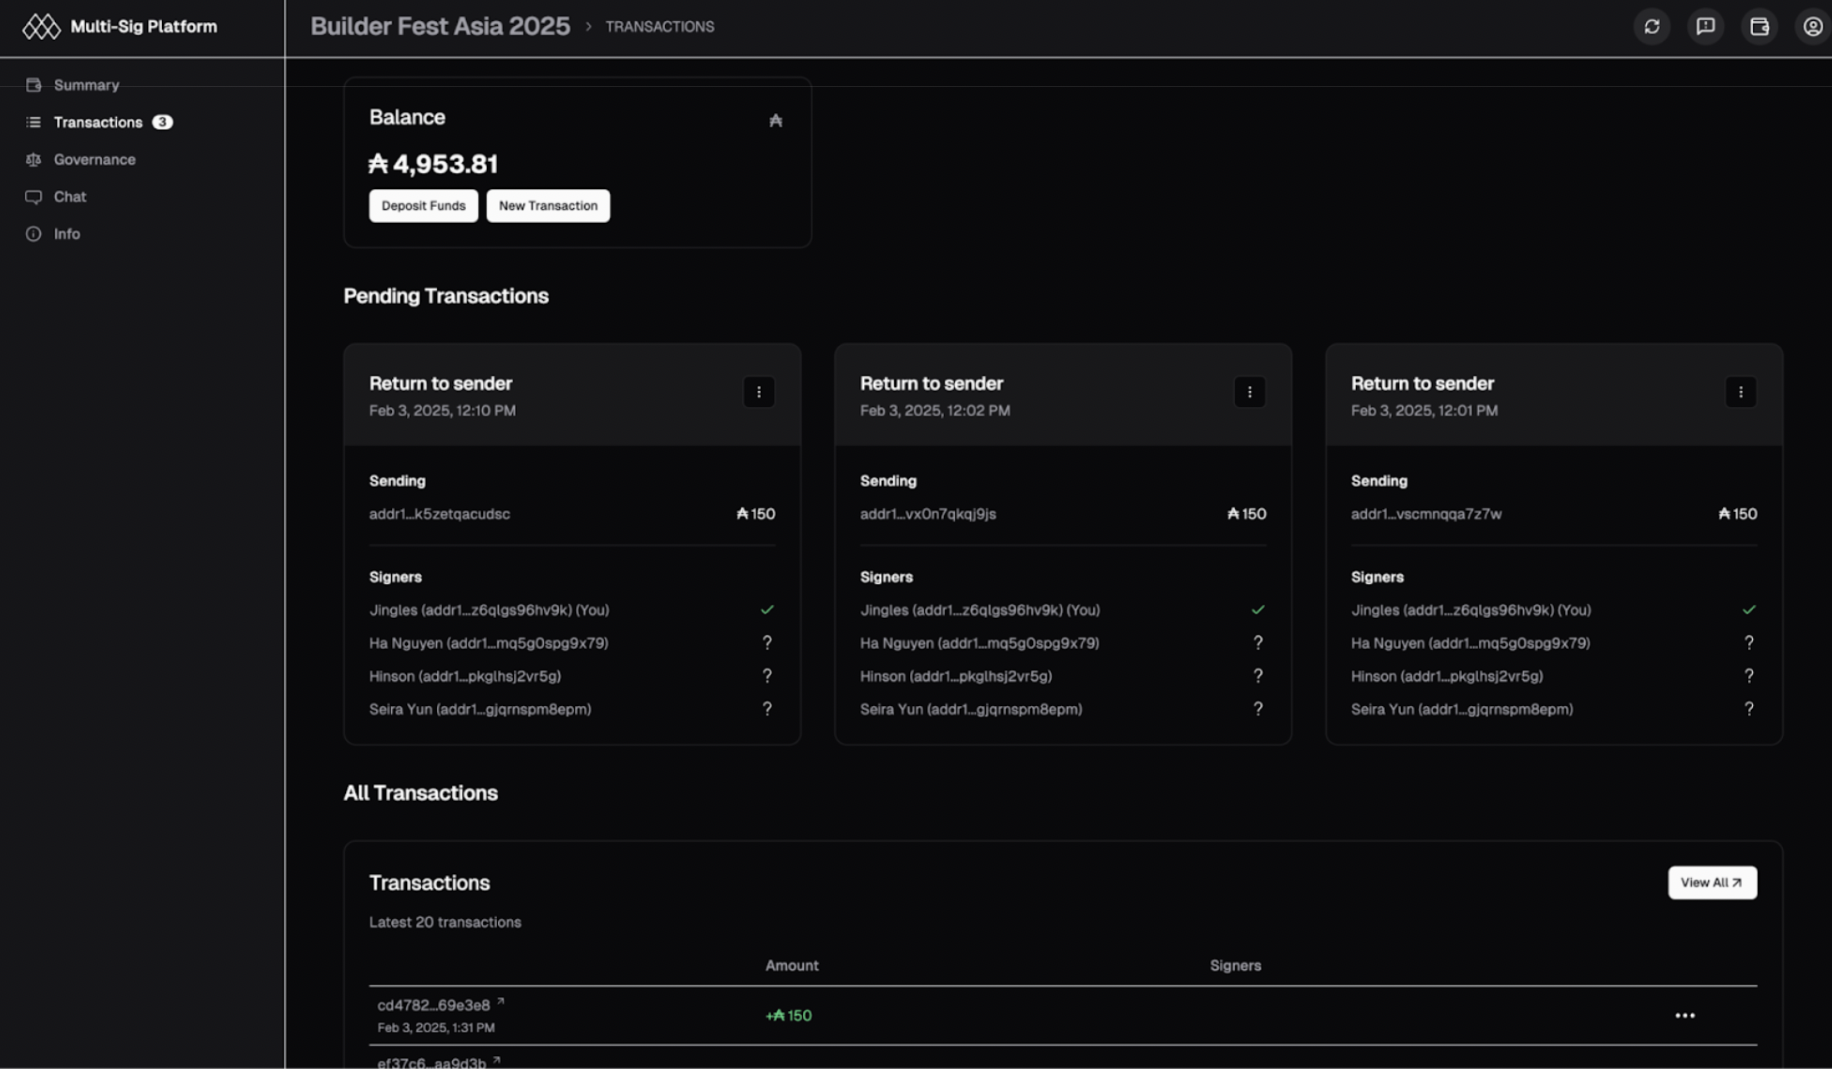 Multi-Sig Platform
Builder Fest Asia 2025 > TRANSACTIONS
Summary
Transactions 3
Governance
Chat
Info
Balance
₳
₳ 4,953.81
Deposit Funds
New Transaction
Pending Transactions
Return to sender
Feb 3, 2025, 12:10 PM
Sending
addr1...k5zetqacudsc ₳ 150
Signers
Jingles (addr1...z6qlgs96hv9k) (You)
Ha Nguyen (addr1...mq5g0spg9x79) ?
Hinson (addr1...pkglhsj2vr5g) ?
Seira Yun (addr1...gjqrnspm8epm) ?
Return to sender
Feb 3, 2025, 12:02 PM
Sending
addr1...vx0n7qkqj9js ₳ 150
Signers
Jingles (addr1...z6qlgs96hv9k) (You)
Ha Nguyen (addr1...mq5g0spg9x79) ?
Hinson (addr1...pkglhsj2vr5g) ?
Seira Yun (addr1...gjqrnspm8epm) ?
Return to sender
Feb 3, 2025, 12:01 PM
Sending
addr1...vscmnqqa7z7w ₳ 150
Signers
Jingles (addr1...z6qlgs96hv9k) (You)
Ha Nguyen (addr1...mq5g0spg9x79) ?
Hinson (addr1...pkglhsj2vr5g) ?
Seira Yun (addr1...gjqrnspm8epm) ?
All Transactions
Transactions
View All ↗
Latest 20 transactions
Amount Signers
cd4782...69e3e8 ↗
Feb 3, 2025, 1:31 PM
+₳ 150
ef37c6...aa9d3b ↗